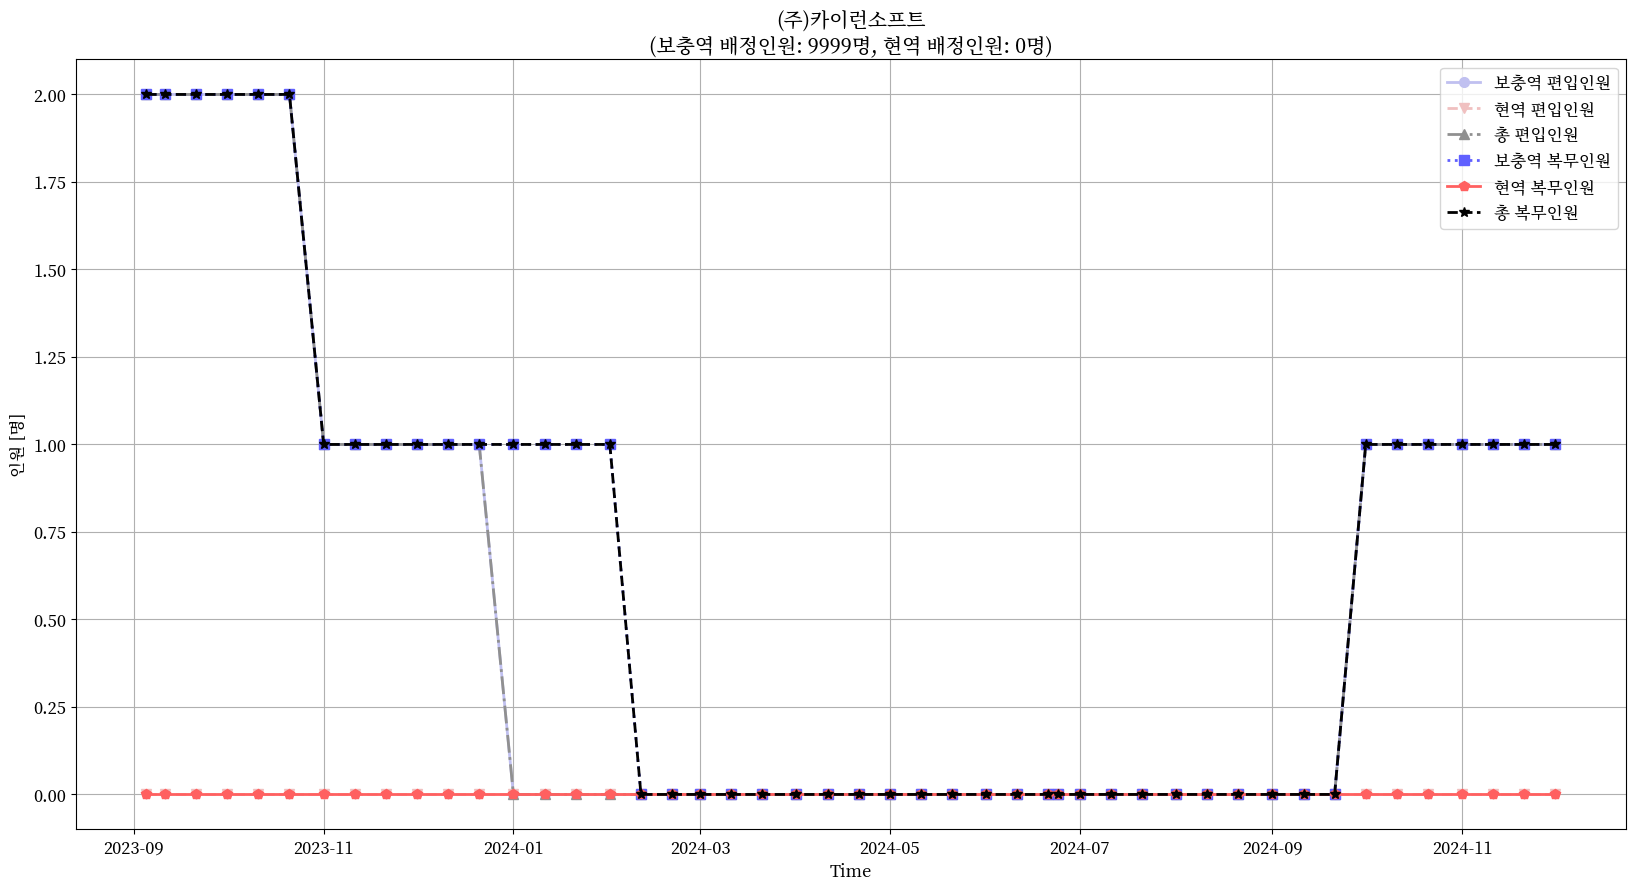 (주)카이런소프트
(보충역 배정인원: 9999명, 현역 배정인원: 0명)
보충역 편입인원
현역 편입인원
총 편입인원
보충역 복무인원
현역 복무인원
총 복무인원
2.00
1.75
1.50
1.25
1.00
0.75
0.50
0.25
0.00
인원 [명]
2023-09
2023-11
2024-01
2024-03
2024-05
2024-07
2024-09
2024-11
Time